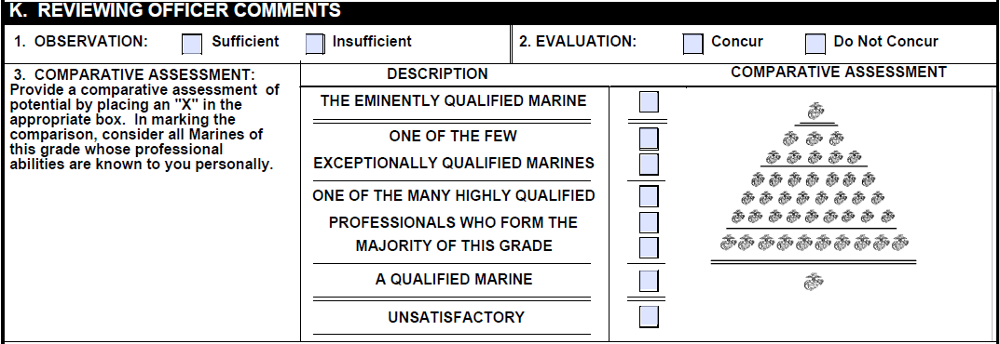 K. REVIEWING OFFICER COMMENTS
1. OBSERVATION: Sufficient Insufficient 2. EVALUATION: Concur Do Not Concur
3. COMPARATIVE ASSESSMENT:
Provide a comparative assessment of
potential by placing an "X" in the
appropriate box. In marking the
comparison, consider all Marines of
this grade whose professional
abilities are known to you personally.
DESCRIPTION
THE EMINENTLY QUALIFIED MARINE
ONE OF THE FEW
EXCEPTIONALLY QUALIFIED MARINES
ONE OF THE MANY HIGHLY QUALIFIED
PROFESSIONALS WHO FORM THE
MAJORITY OF THIS GRADE
A QUALIFIED MARINE
UNSATISFACTORY
COMPARATIVE ASSESSMENT